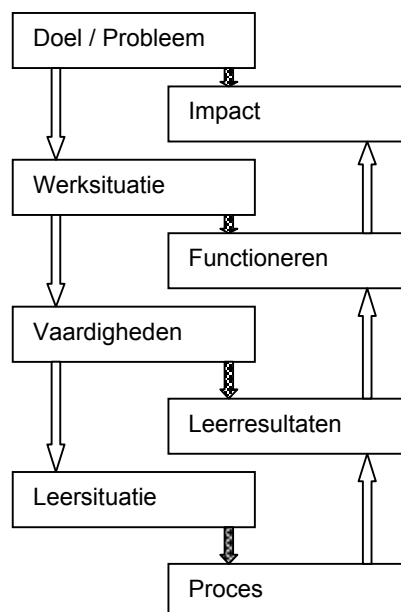 Doel / Probleem
Impact
Werksituatie
Functioneren
Vaardigheden
Leerresultaten
Leersituatie
Proces